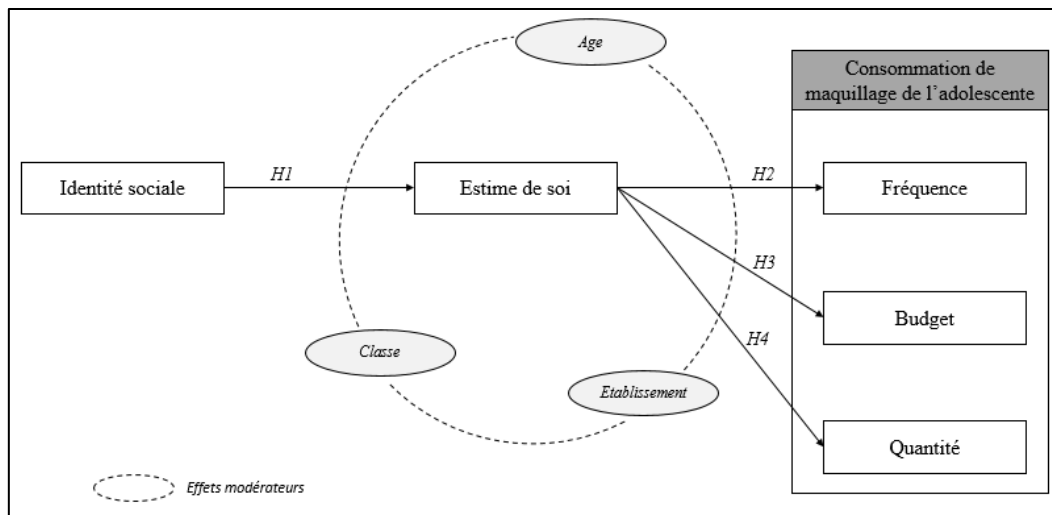 Age
Consommation de
maquillage de l'adolescente
Identité sociale
H1
Estime de soi
H2
Fréquence
H3
Budget
H4
Classe
Etablissement
Quantité
Effets modérateurs